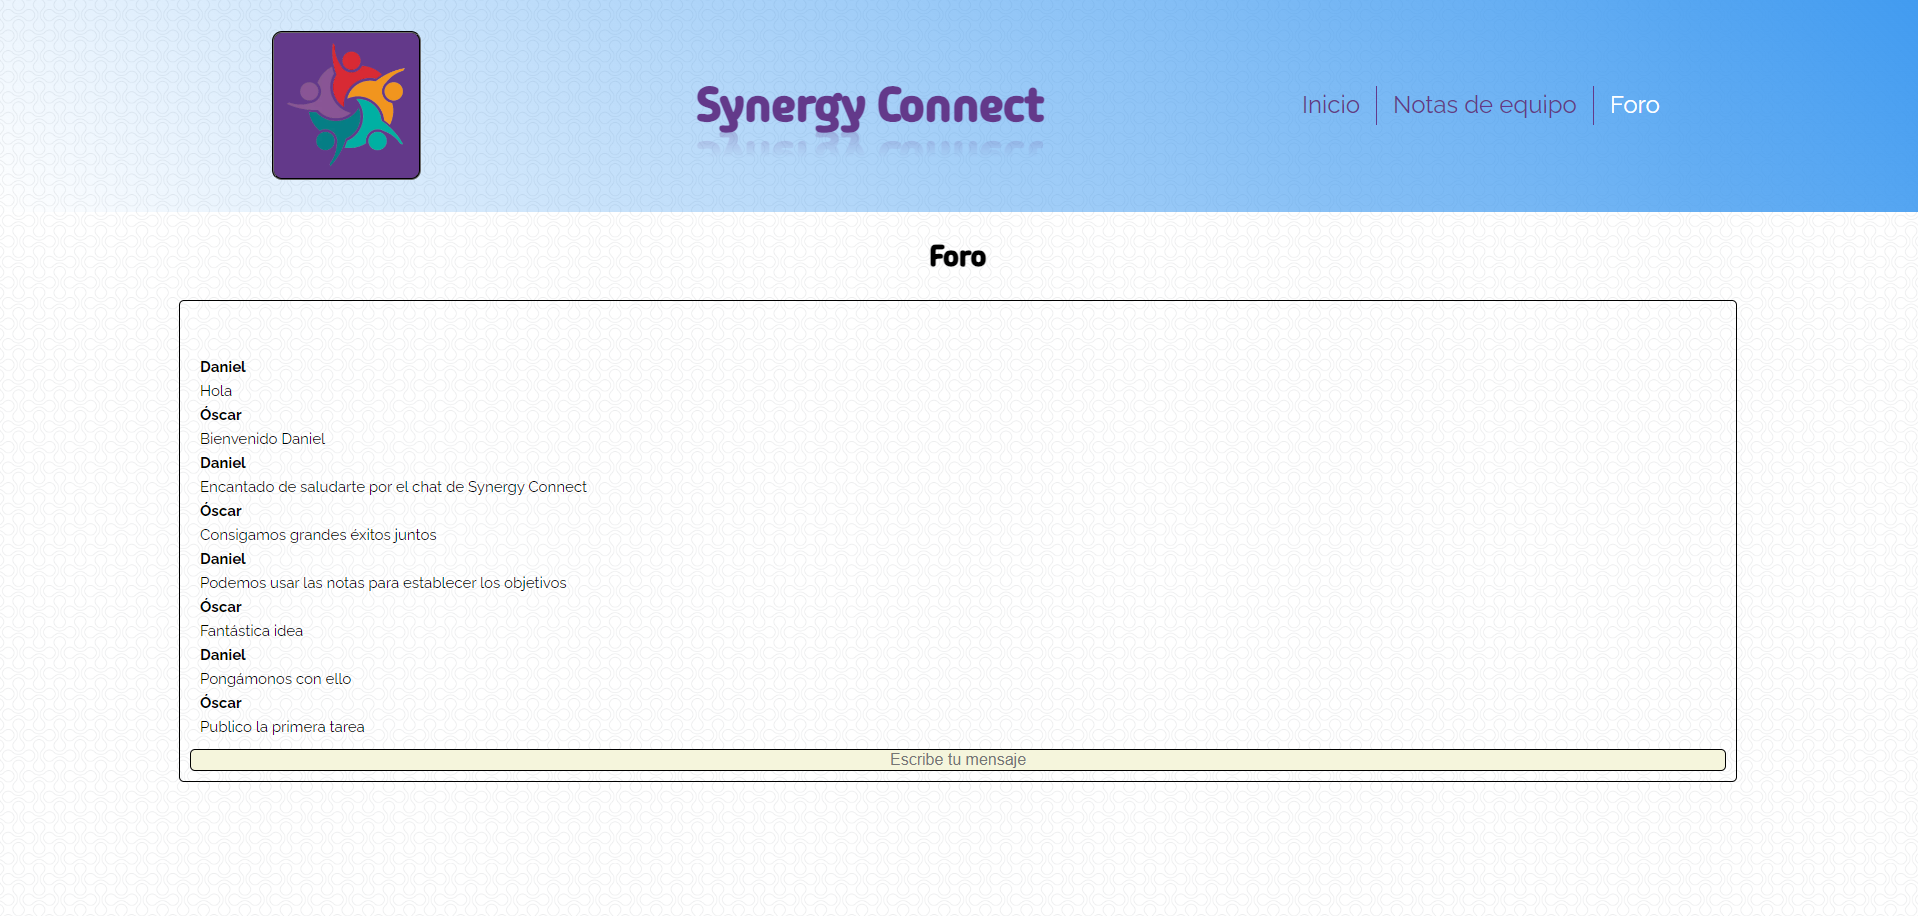 Synergy Connect
Inicio
Notas de equipo
Foro
Foro
Daniel
Hola
Óscar
Bienvenido Daniel
Daniel
Encantado de saludarte por el chat de Synergy Connect
Óscar
Consigamos grandes éxitos juntos
Daniel
Podemos usar las notas para establecer los objetivos
Óscar
Fantástica idea
Daniel
Pongámonos con ello
Óscar
Publico la primera tarea
Escribe tu mensaje